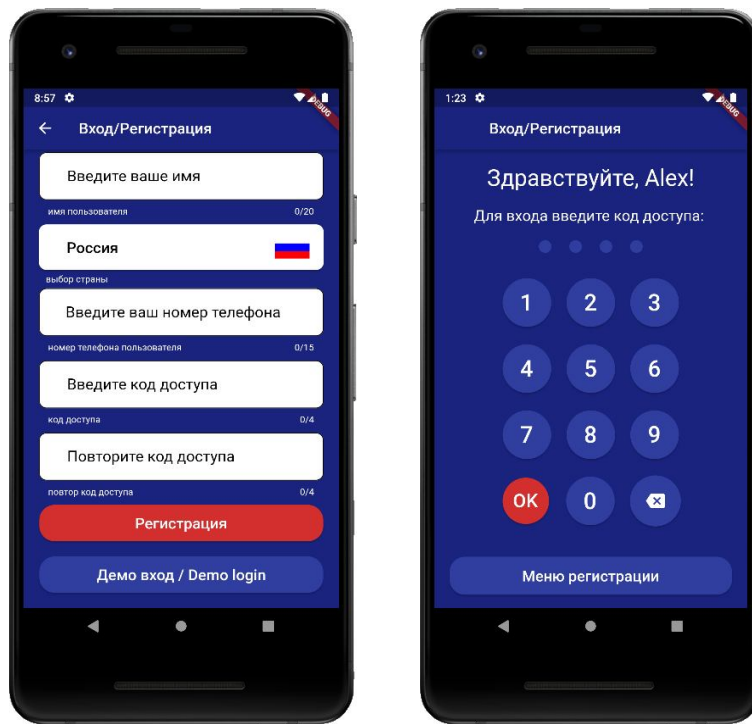 8:57
DEBUG
Вход/Регистрация
Введите ваше имя
имя пользователя 0/20
Россия
выбор страны
Введите ваш номер телефона
номер телефона пользователя 0/15
Введите код доступа
код доступа 0/4
Повторите код доступа
повтор код доступа 0/4
Регистрация
Демо вход / Demo login
1:23
DEBUG
Вход/Регистрация
Здравствуйте, Alex!
Для входа введите код доступа:
1 2 3
4 5 6
7 8 9
OK 0
Меню регистрации